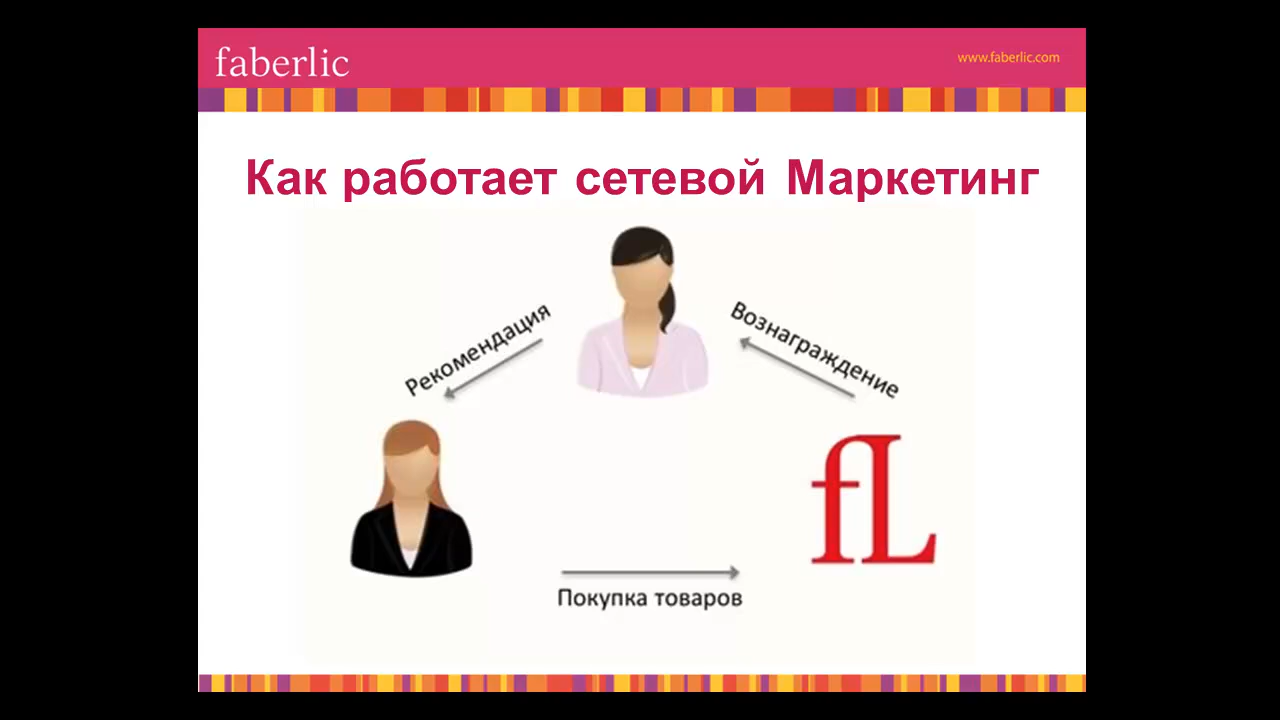 faberlic
www.faberlic.com
Как работает сетевой Маркетинг
Рекомендация
Вознаграждение
fL
Покупка товаров